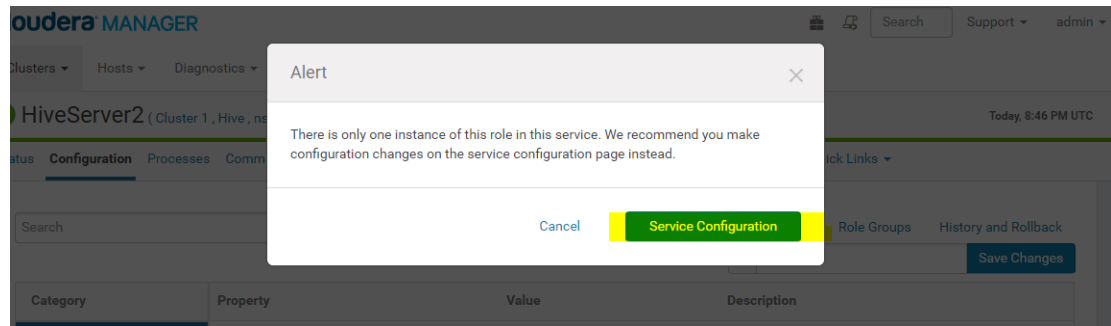 oudera MANAGER Search Support admin
Clusters Hosts Diagnostics
Alert
HiveServer2 ( Cluster 1 , Hive , ns Today, 8:46 PM UTC
There is only one instance of this role in this service. We recommend you make
configuration changes on the service configuration page instead.
atus Configuration Processes Comm ick Links
Cancel Service Configuration
Search Role Groups History and Rollback
Save Changes
Category Property Value Description